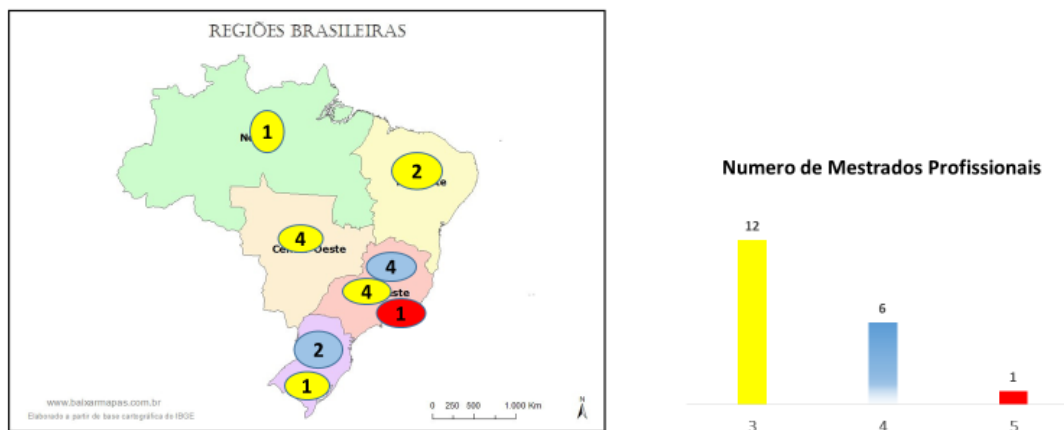 REGIÕES BRASILEIRAS
1
2
4
4
4
1
2
1
www.baixarmapas.com.br
Elaborado a partir de base cartográfica do IBGE
0 250 500 1.000 Km
N
Numero de Mestrados Profissionais
12
6
1
3
4
5